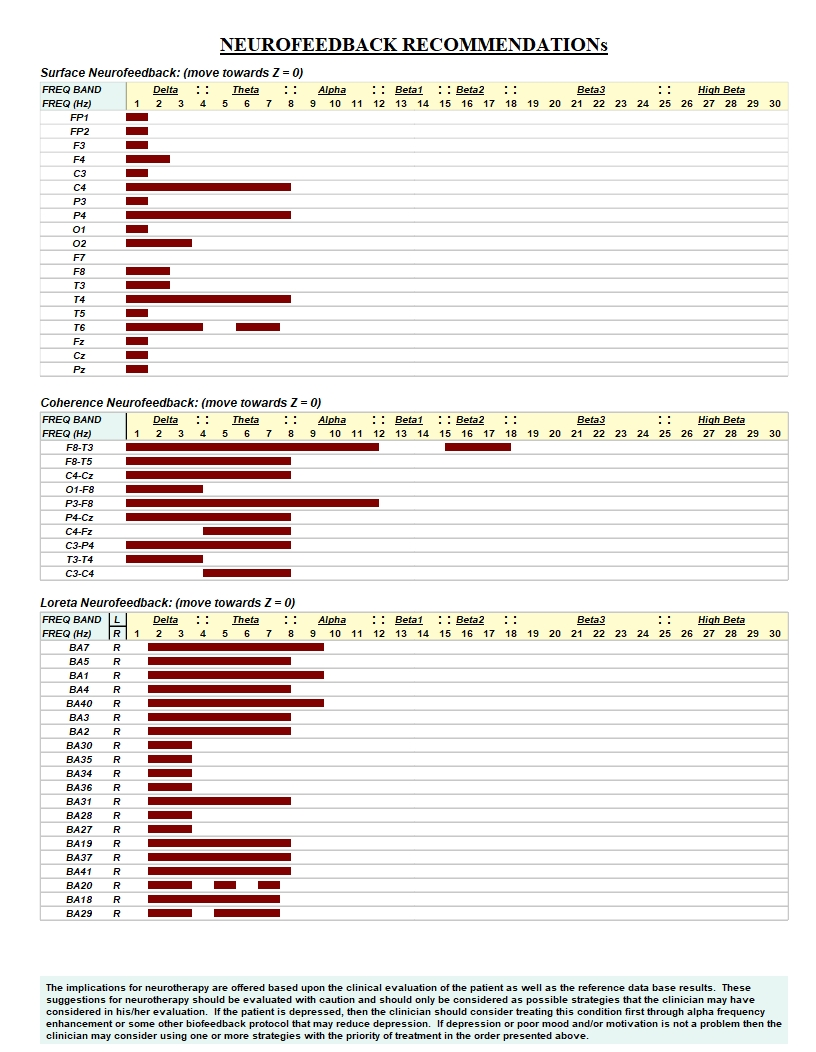 NEUROFEEDBACK RECOMMENDATIONs
Surface Neurofeedback: (move towards Z = 0)
FREQ BAND Delta : : Theta : : Alpha : : Beta1 : : Beta2 : : Beta3 : : High Beta
FREQ (Hz) 1 2 3 4 5 6 7 8 9 10 11 12 13 14 15 16 17 18 19 20 21 22 23 24 25 26 27 28 29 30
FP1
FP2
F3
F4
C3
C4
P3
P4
O1
O2
F7
F8
T3
T4
T5
T6
Fz
Cz
Pz
Coherence Neurofeedback: (move towards Z = 0)
FREQ BAND Delta : : Theta : : Alpha : : Beta1 : : Beta2 : : Beta3 : : High Beta
FREQ (Hz) 1 2 3 4 5 6 7 8 9 10 11 12 13 14 15 16 17 18 19 20 21 22 23 24 25 26 27 28 29 30
F8-T3
F8-T5
C4-Cz
O1-F8
P3-F8
P4-Cz
C4-Fz
C3-P4
T3-T4
C3-C4
Loreta Neurofeedback: (move towards Z = 0)
FREQ BAND L Delta : : Theta : : Alpha : : Beta1 : : Beta2 : : Beta3 : : High Beta
FREQ (Hz) R 1 2 3 4 5 6 7 8 9 10 11 12 13 14 15 16 17 18 19 20 21 22 23 24 25 26 27 28 29 30
BA7 R
BA5 R
BA1 R
BA4 R
BA40 R
BA3 R
BA2 R
BA30 R
BA35 R
BA34 R
BA36 R
BA31 R
BA28 R
BA27 R
BA19 R
BA37 R
BA41 R
BA20 R
BA18 R
BA29 R
The implications for neurotherapy are offered based upon the clinical evaluation of the patient as well as the reference data base results. These
suggestions for neurotherapy should be evaluated with caution and should only be considered as possible strategies that the clinician may have
considered in his/her evaluation. If the patient is depressed, then the clinician should consider treating this condition first through alpha frequency
enhancement or some other biofeedback protocol that may reduce depression. If depression or poor mood and/or motivation is not a problem then the
clinician may consider using one or more strategies with the priority of treatment in the order presented above.